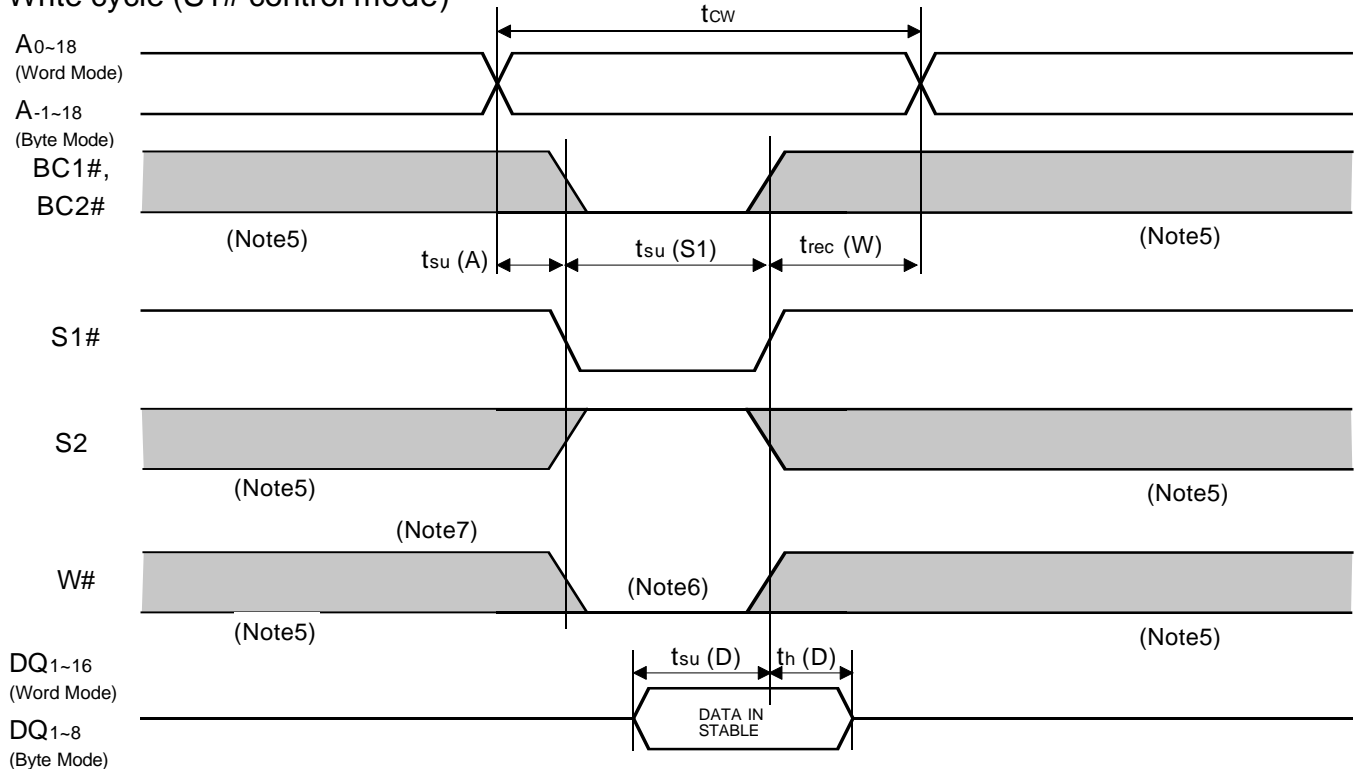 Write cycle (S1# control mode)
tCW
A0~18
(Word Mode)
A-1~18
(Byte Mode)
BC1#,
BC2#
(Note5)
(Note5)
tsu (A)
tsu (S1)
trec (W)
S1#
S2
(Note5)
(Note5)
(Note7)
W#
(Note6)
(Note5)
(Note5)
DQ1~16
(Word Mode)
tsu (D)
th (D)
DATA IN
STABLE
DQ1~8
(Byte Mode)